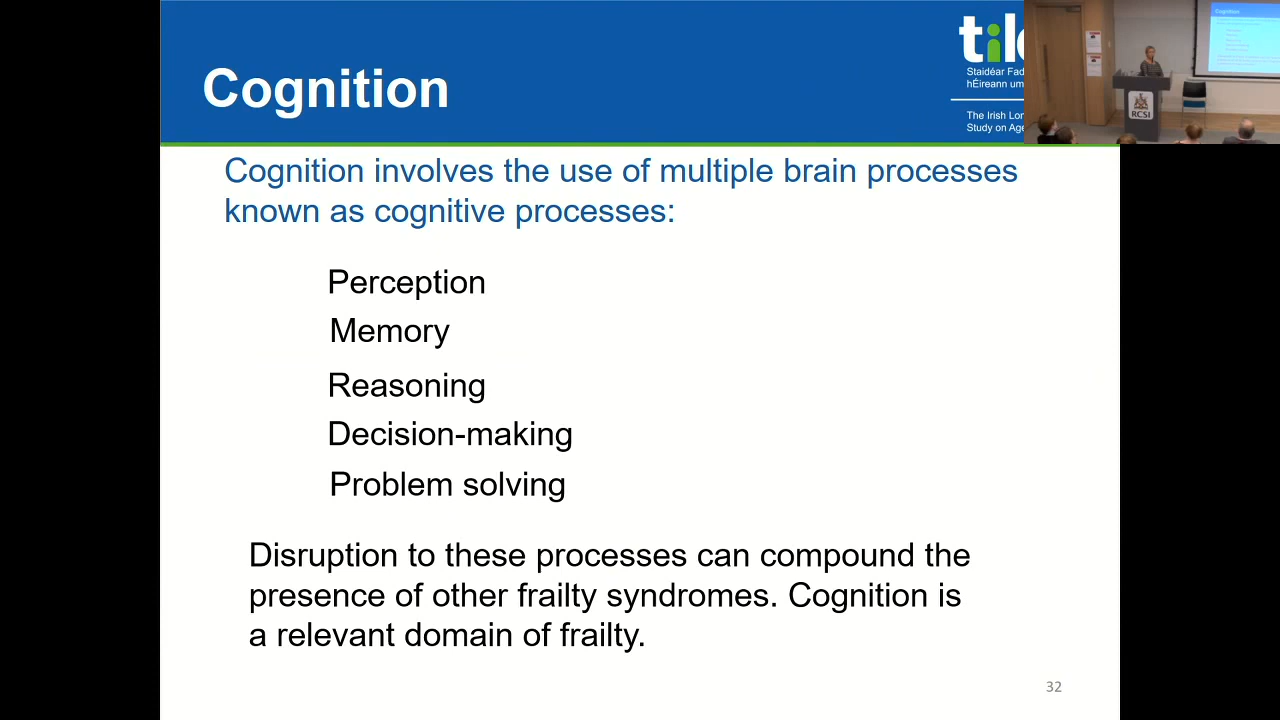 Cognition
Staidéar Fad
hÉireann um
The Irish Lon
Study on Age
Cognition involves the use of multiple brain processes
known as cognitive processes:
Perception
Memory
Reasoning
Decision-making
Problem solving
Disruption to these processes can compound the
presence of other frailty syndromes. Cognition is
a relevant domain of frailty.
32
Cognition
RCSI